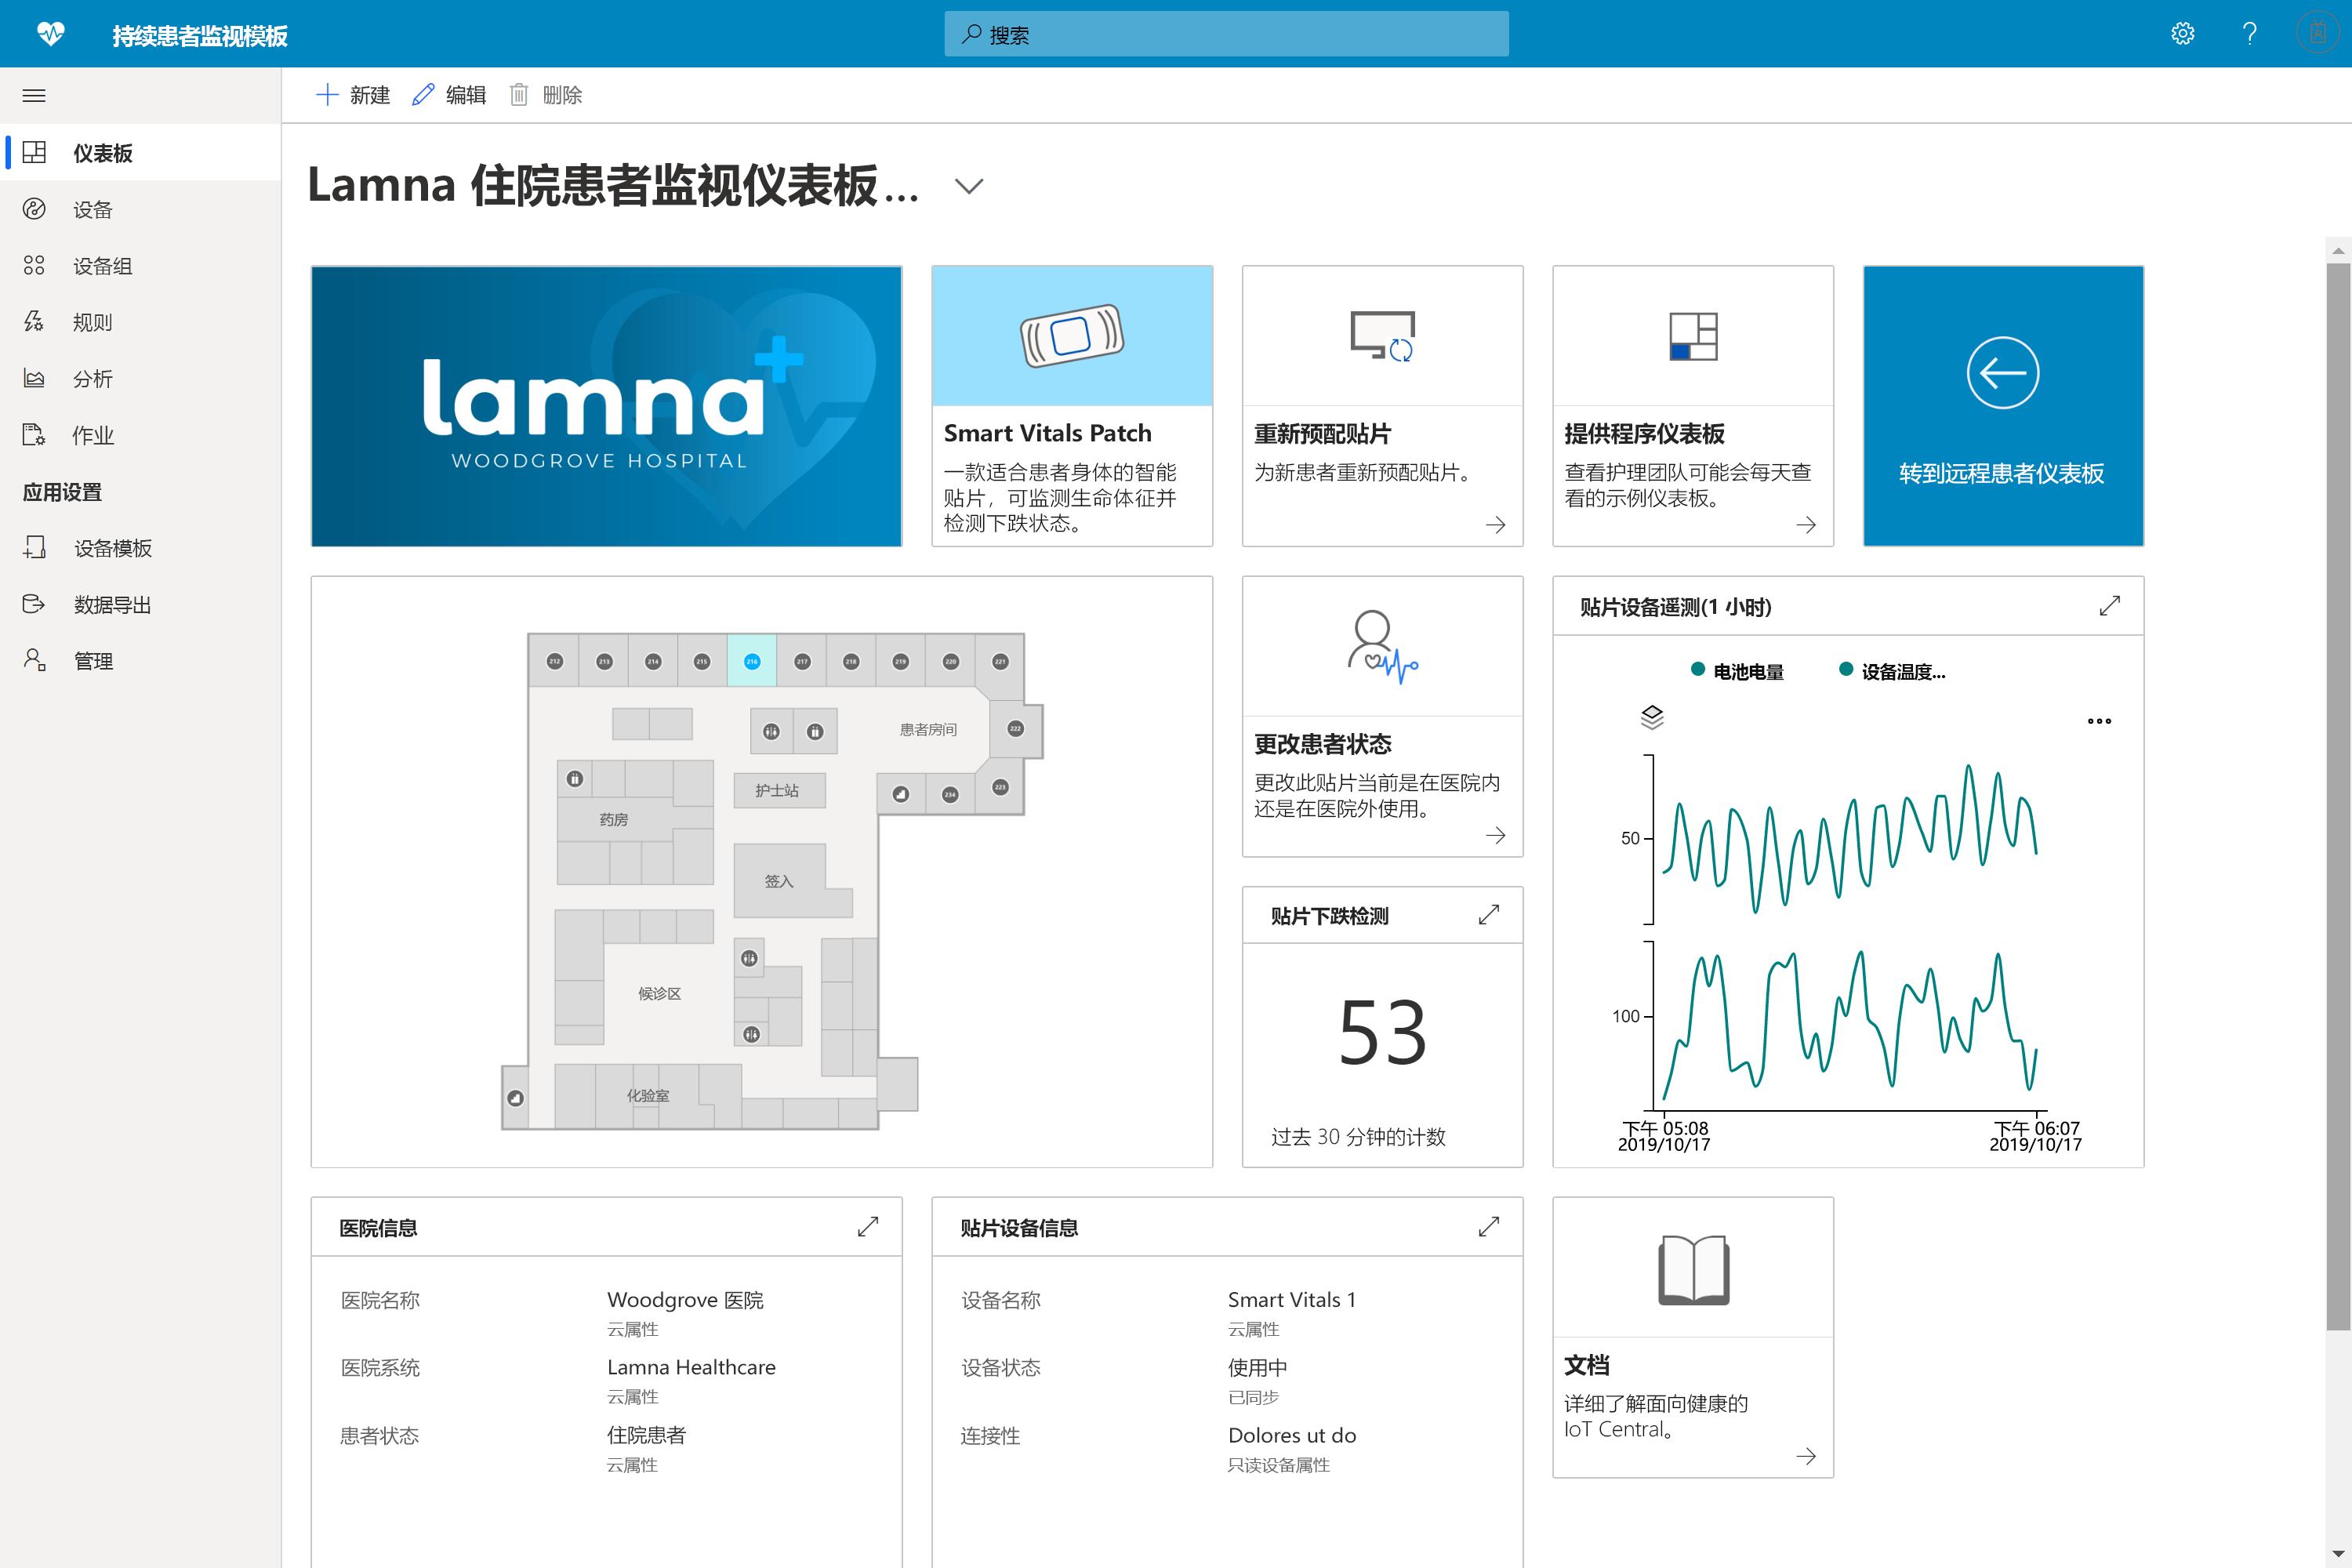 持续患者监视模板
搜索
新建
编辑
删除
仪表板
设备
设备组
规则
分析
作业
应用设置
设备模板
数据导出
管理
Lamna 住院患者监视仪表板...
lamna
WOODGROVE HOSPITAL
Smart Vitals Patch
一款适合患者身体的智能
贴片，可监测生命体征并
检测下跌状态。
重新预配贴片
为新患者重新预配贴片。
提供程序仪表板
查看护理团队可能会每天查
看的示例仪表板。
转到远程患者仪表板
212
213
214
215
216
217
218
219
220
221
患者房间
222
护士站
234
223
药房
签入
候诊区
化验室
更改患者状态
更改此贴片当前是在医院内
还是在医院外使用。
贴片下跌检测
53
过去 30 分钟的计数
贴片设备遥测(1 小时)
电池电量
设备温度...
50
100
下午 05:08
2019/10/17
下午 06:07
2019/10/17
医院信息
医院名称
Woodgrove 医院
云属性
医院系统
Lamna Healthcare
云属性
患者状态
住院患者
云属性
贴片设备信息
设备名称
Smart Vitals 1
云属性
设备状态
使用中
已同步
连接性
Dolores ut do
只读设备属性
文档
详细了解面向健康的
IoT Central。